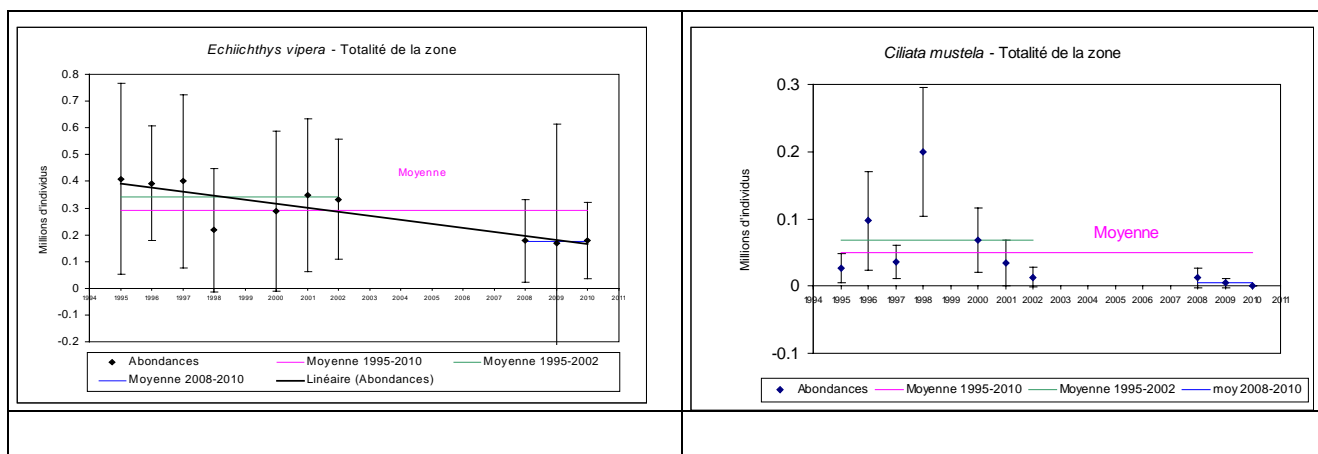 Echiichthys vipera - Totalité de la zone
0.8
0.7
0.6
0.5
0.4
0.3
0.2
0.1
0
-0.1
-0.2
Millions d'individus
Moyenne
1994 1995 1996 1997 1998 1999 2000 2001 2002 2003 2004 2005 2006 2007 2008 2009 2010 2011
Abondances Moyenne 1995-2010 Moyenne 1995-2002
Moyenne 2008-2010 Linéaire (Abondances)
Ciliata mustela - Totalité de la zone
0.3
0.2
0.1
0
-0.1
Millions d'individus
Moyenne
1994 1995 1996 1997 1998 1999 2000 2001 2002 2003 2004 2005 2006 2007 2008 2009 2010 2011
Abondances Moyenne 1995-2010 Moyenne 1995-2002 moy 2008-2010